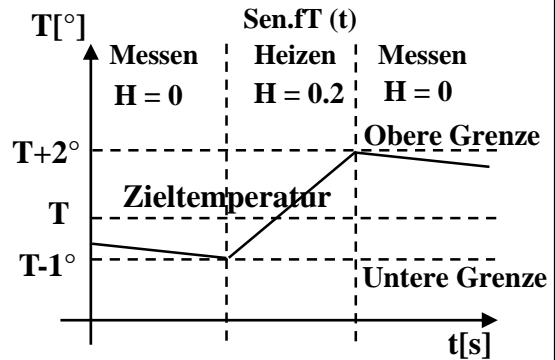 Sen.fT (t)
T[°]
Messen Heizen Messen
H = 0 H = 0.2 H = 0
Obere Grenze
T+2°
Zieltemperatur
T
T-1°
Untere Grenze
t[s]